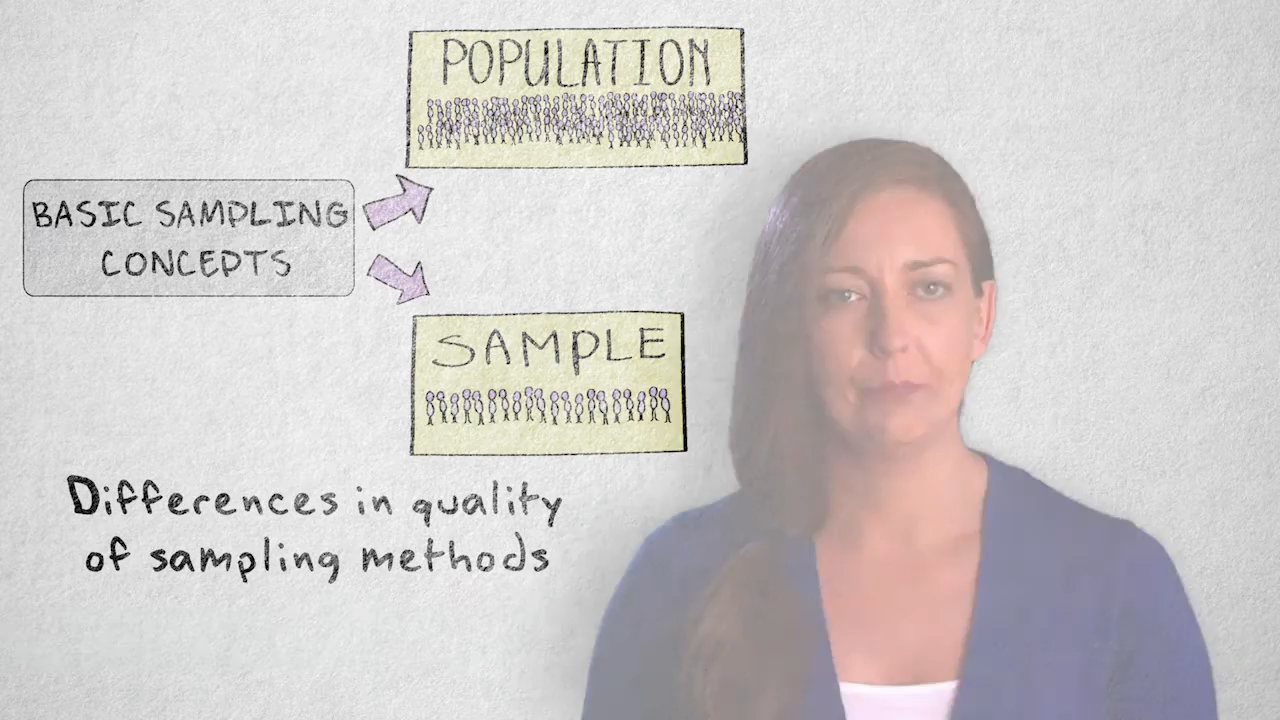 POPULATION
BASIC SAMPLING
CONCEPTS
SAMPLE
Differences in quality
of sampling methods